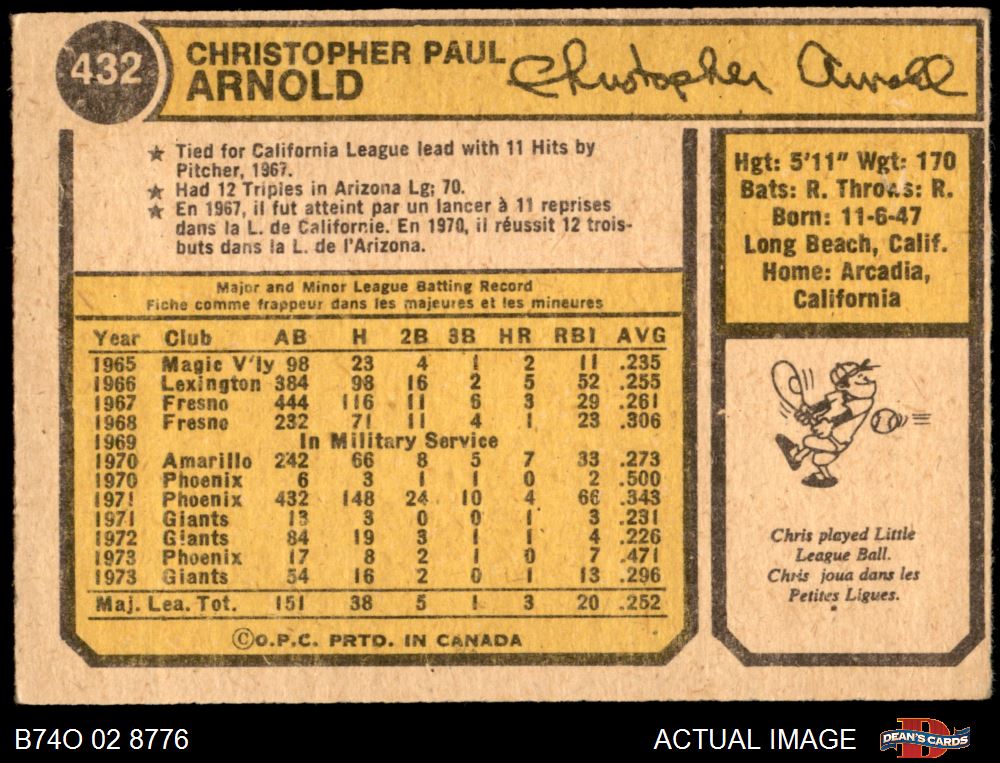 432
CHRISTOPHER PAUL
ARNOLD
Christopher Arnold
★ Tied for California League lead with 11 Hits by
Pitcher, 1967.
★ Had 12 Triples in Arizona Lg; 70.
★ En 1967, il fut atteint par un lancer à 11 reprises
dans la L. de Californie. En 1970, il réussit 12 trois-
buts dans la L. de l'Arizona.
Major and Minor League Batting Record
Fiche comme frappeur dans les majeures et les mineures
Year Club AB H 2B 3B HR RBI AVG
1965 Magic V'ly 98 23 4 1 2 11 .235
1966 Lexington 384 98 16 2 5 52 .255
1967 Fresno 444 116 11 6 3 29 .261
1968 Fresno 232 71 11 4 1 23 .306
1969 In Military Service
1970 Amarillo 242 66 8 5 7 33 .273
1970 Phoenix 6 3 1 1 0 2 .500
1971 Phoenix 432 148 24 10 4 66 .343
1971 Giants 13 3 0 0 1 3 .231
1972 Giants 84 19 3 1 1 4 .226
1973 Phoenix 17 8 2 1 0 7 .471
1973 Giants 54 16 2 0 1 13 .296
Maj. Lea. Tot. 151 38 5 1 3 20 .252
©O.P.C. PRTD. IN CANADA
Hgt: 5'11" Wgt: 170
Bats: R. Throws: R.
Born: 11-6-47
Long Beach, Calif.
Home: Arcadia,
California
Chris played Little
League Ball.
Chris joua dans les
Petites Ligues.
B74O 02 8776
ACTUAL IMAGE
D
DEAN'S CARDS